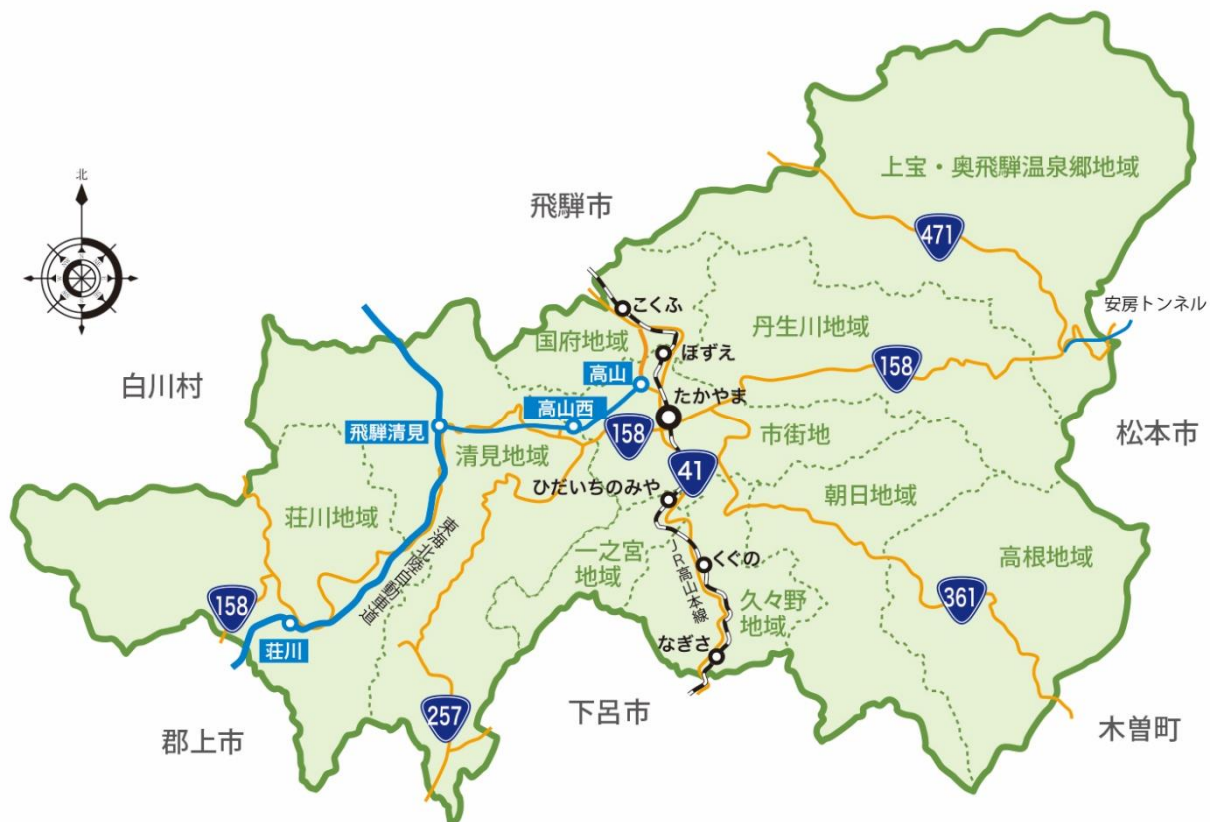 北
飛騨市
上宝・奥飛騨温泉郷地域
471
安房トンネル
こくふ
国府地域
丹生川地域
ぼずえ
158
白川村
高山
たかやま
高山西
飛騨清見
158
市街地
松本市
清見地域
41
ひだいちのみや
朝日地域
荘川地域
東海北陸自動車道
一之宮
地域
JR高山本線
くぐの
高根地域
361
久々野
地域
158
荘川
なぎさ
257
下呂市
郡上市
木曽町